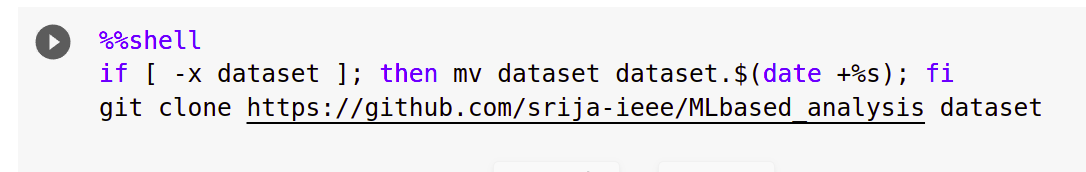 %%shell
if [ -x dataset ]; then mv dataset dataset.$(date +%s); fi
git clone https://github.com/srija-ieee/MLbased_analysis dataset